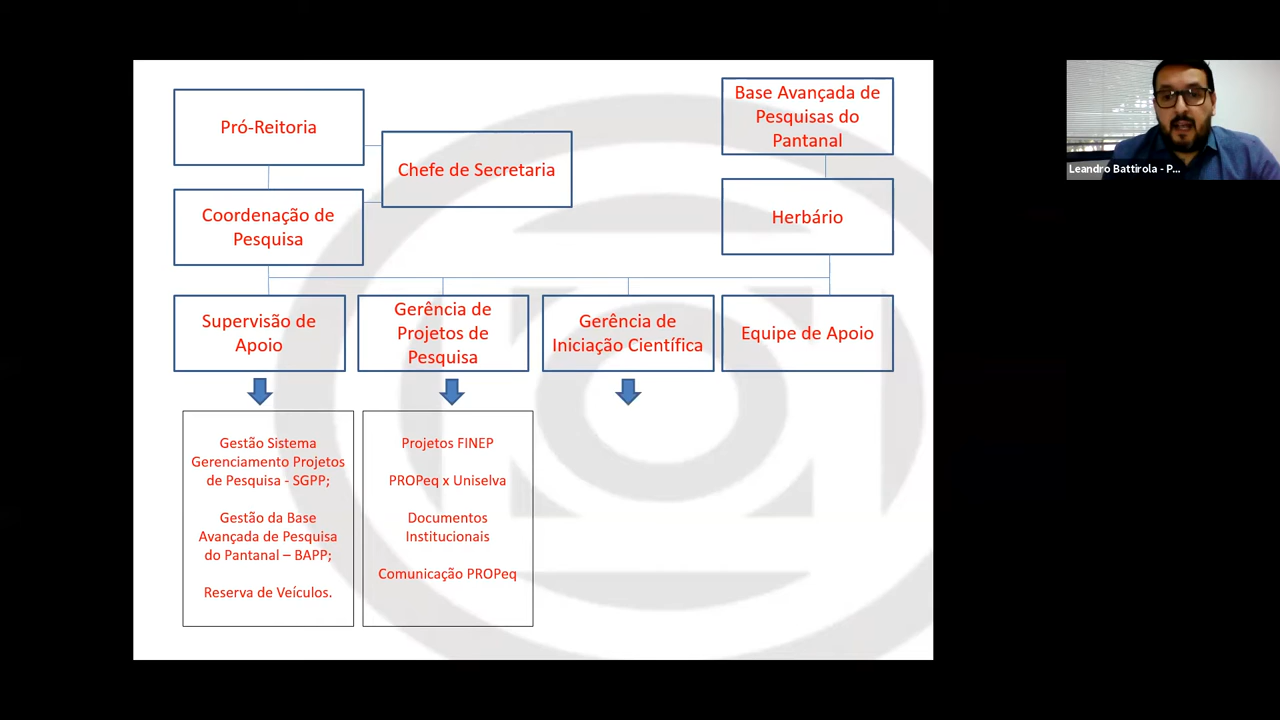 Pró-Reitoria
Chefe de Secretaria
Coordenação de
Pesquisa
Base Avançada de
Pesquisas do
Pantanal
Herbário
Supervisão de
Apoio
Gerência de
Projetos de
Pesquisa
Gerência de
Iniciação Científica
Equipe de Apoio
Gestão Sistema
Gerenciamento Projetos
de Pesquisa - SGPP;
Gestão da Base
Avançada de Pesquisa
do Pantanal – BAPP;
Reserva de Veículos.
Projetos FINEP
PROPeq x Uniselva
Documentos
Institucionais
Comunicação PROPeq
Leandro Battirola - P...